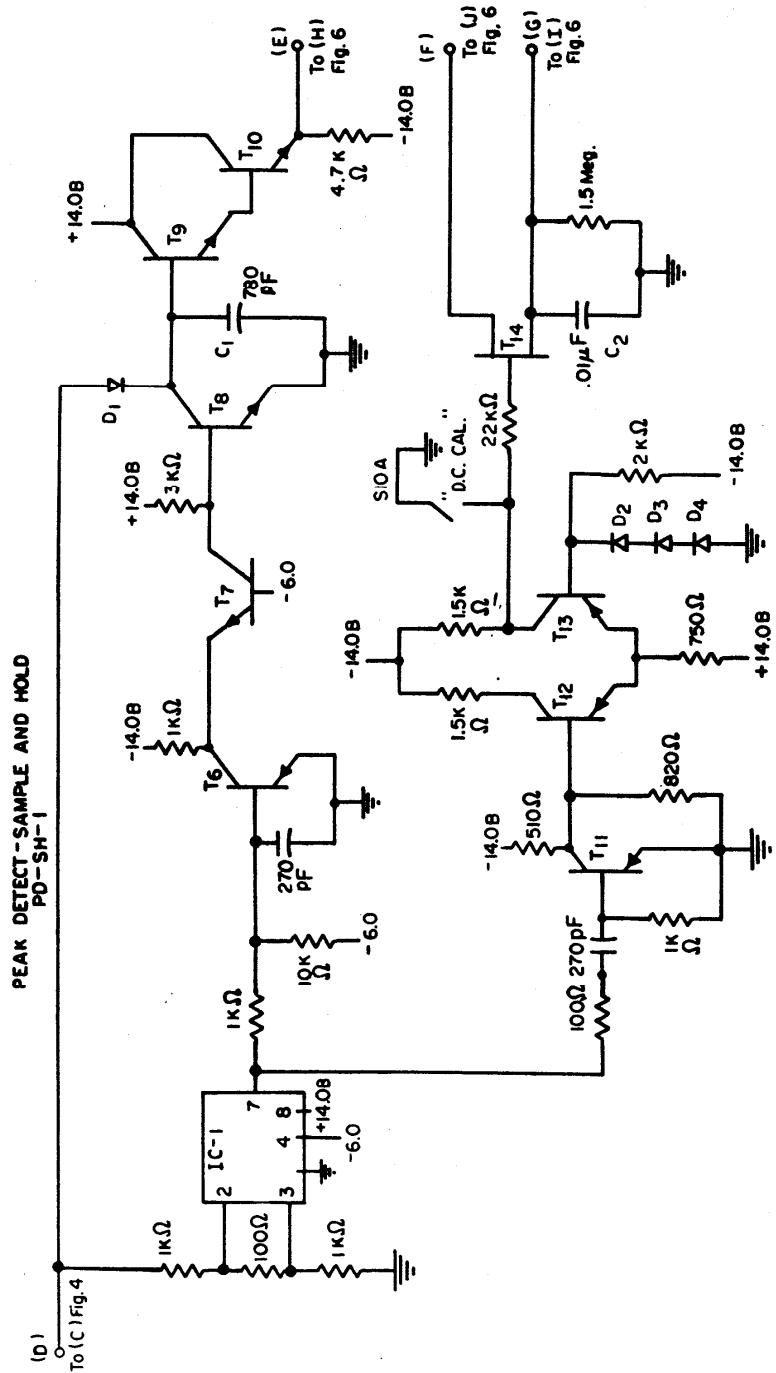 PEAK DETECT-SAMPLE AND HOLD
PD-SH-1
(D)
To (C) Fig. 4
1KΩ
100Ω
1KΩ
IC-1
2
3
7
4
8
+14.0B
-6.0
1KΩ
10K
Ω
-6.0
270
PF
T6
-14.0B
1KΩ
T7
-6.0
+14.0B
3KΩ
T8
D1
C1
780
pF
T9
+14.0B
T10
4.7K
Ω
-14.0B
(E)
To (H)
Fig. 6
100Ω
270pF
1K
Ω
T11
-14.0B
510Ω
820Ω
T12
T13
-14.0B
1.5K
Ω
1.5K
Ω
750Ω
+14.0B
D2
D3
D4
2KΩ
-14.0B
S10A
"D.C. CAL."
22KΩ
T14
.01µF
C2
1.5 Meg.
(F)
To (J)
Fig. 6
(G)
To (I)
Fig. 6